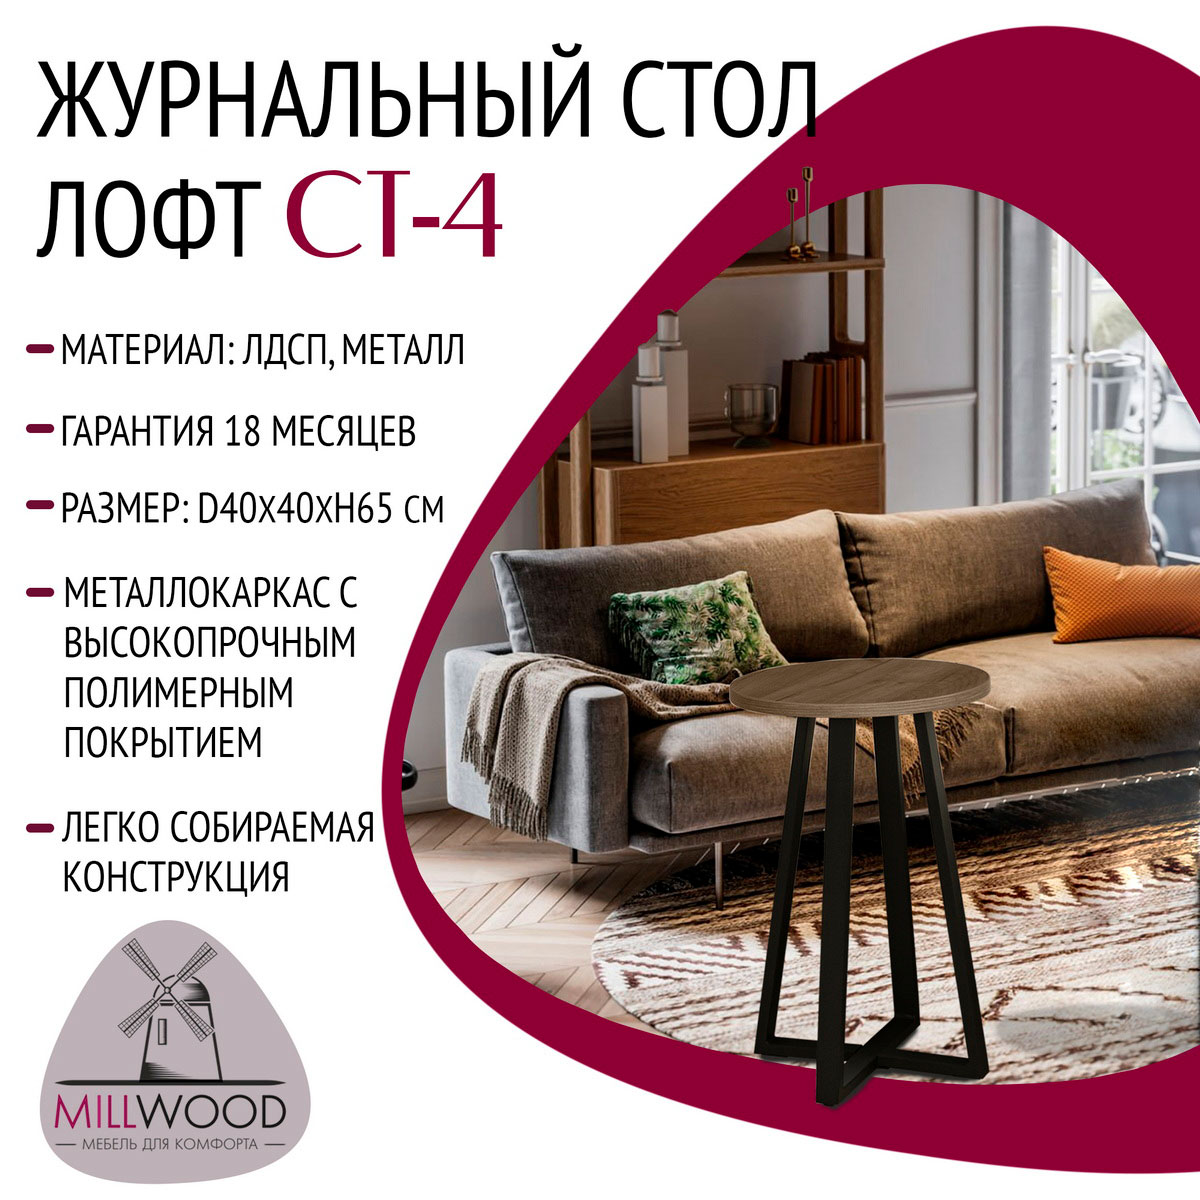 ЖУРНАЛЬНЫЙ СТОЛ
ЛОФТ СТ-4
МАТЕРИАЛ: ЛДСП, МЕТАЛЛ
ГАРАНТИЯ 18 МЕСЯЦЕВ
РАЗМЕР: D40х40хН65 см
МЕТАЛЛОКАРКАС С
ВЫСОКОПРОЧНЫМ
ПОЛИМЕРНЫМ
ПОКРЫТИЕМ
ЛЕГКО СОБИРАЕМАЯ
КОНСТРУКЦИЯ
MILLWOOD
МЕБЕЛЬ ДЛЯ КОМФОРТА